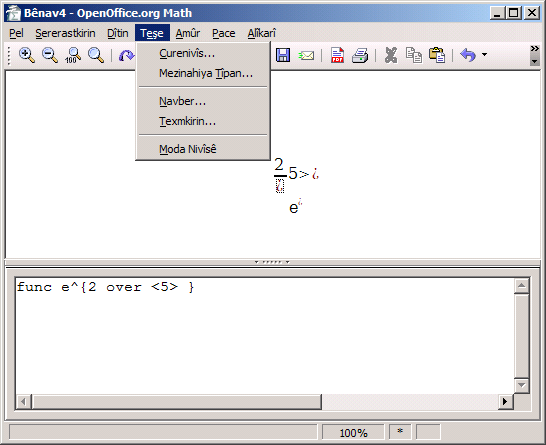 Bênav4 - OpenOffice.org Math
Pel Sererastkirin Dîtin Teşe Amûr Pace Alîkarî
100
Curenivîs...
Mezinahiya Tîpan...
Navber...
Texmkirin...
Moda Nivîsê
2
¿ 5>¿
e¿
func e^{2 over <5> }
100% *